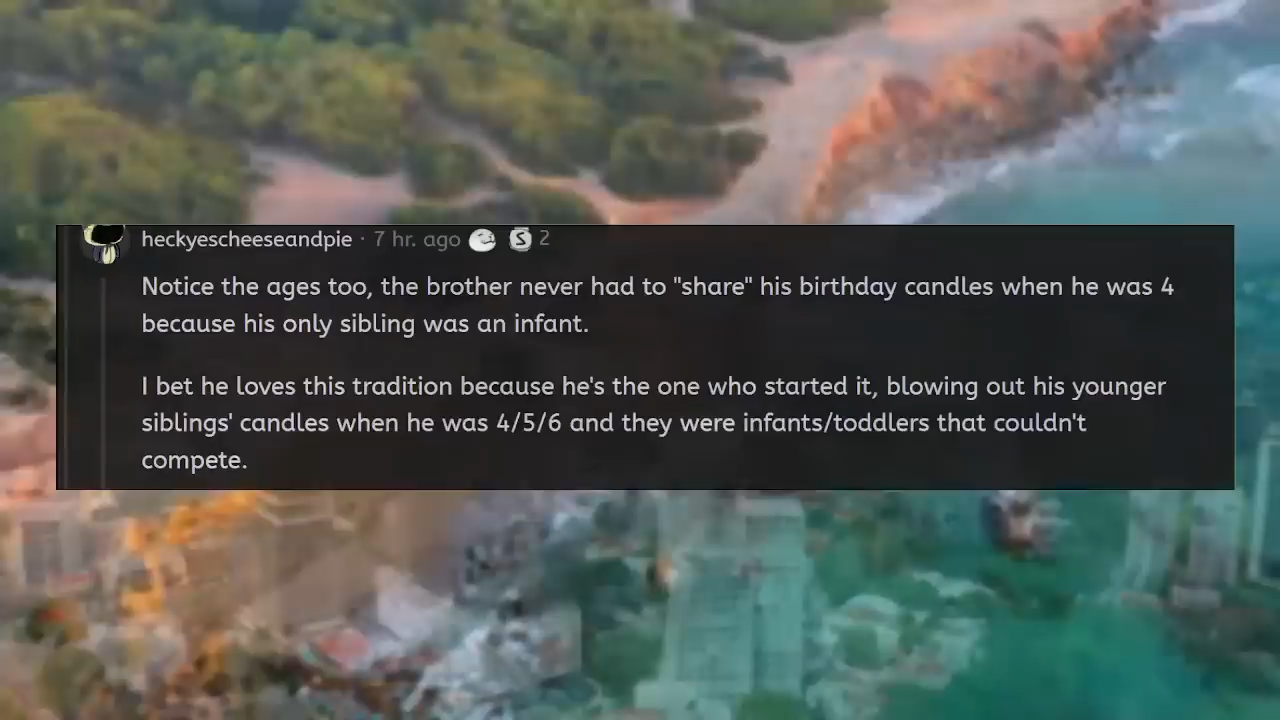 heckyescheeseandpie · 7 hr. ago 2
Notice the ages too, the brother never had to "share" his birthday candles when he was 4
because his only sibling was an infant.
I bet he loves this tradition because he's the one who started it, blowing out his younger
siblings' candles when he was 4/5/6 and they were infants/toddlers that couldn't
compete.